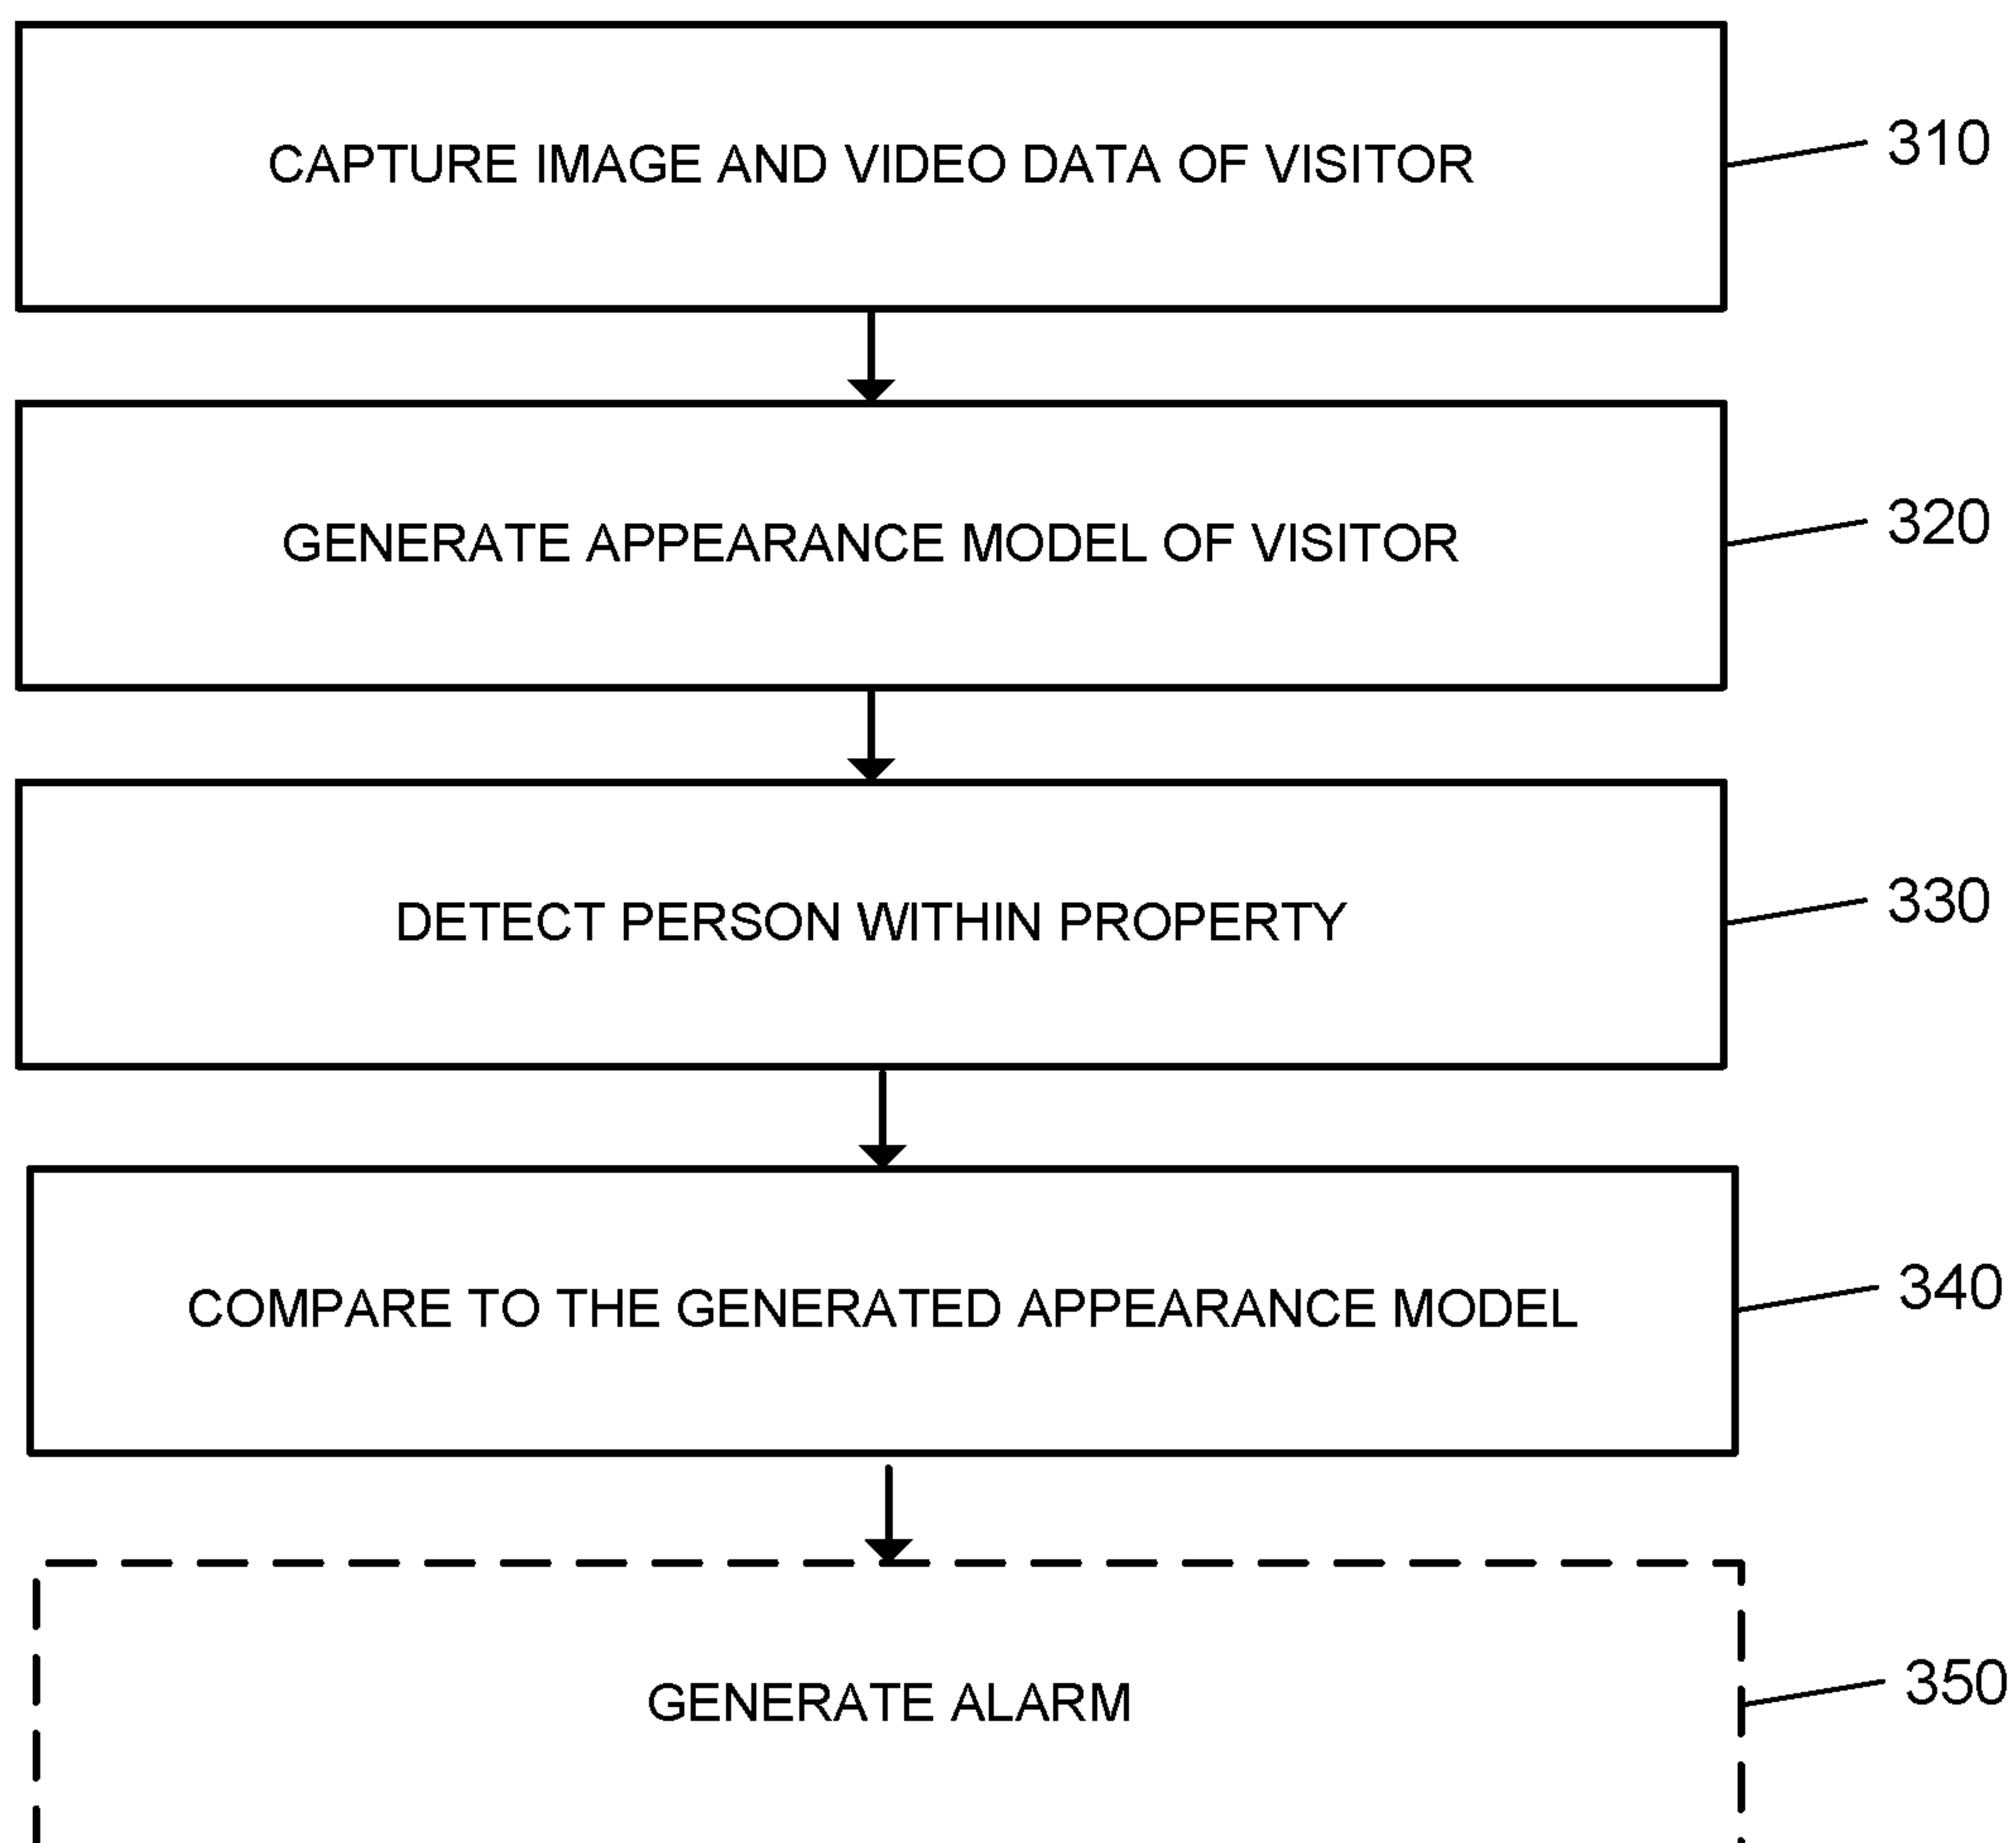 CAPTURE IMAGE AND VIDEO DATA OF VISITOR
310
GENERATE APPEARANCE MODEL OF VISITOR
320
DETECT PERSON WITHIN PROPERTY
330
COMPARE TO THE GENERATED APPEARANCE MODEL
340
GENERATE ALARM
350